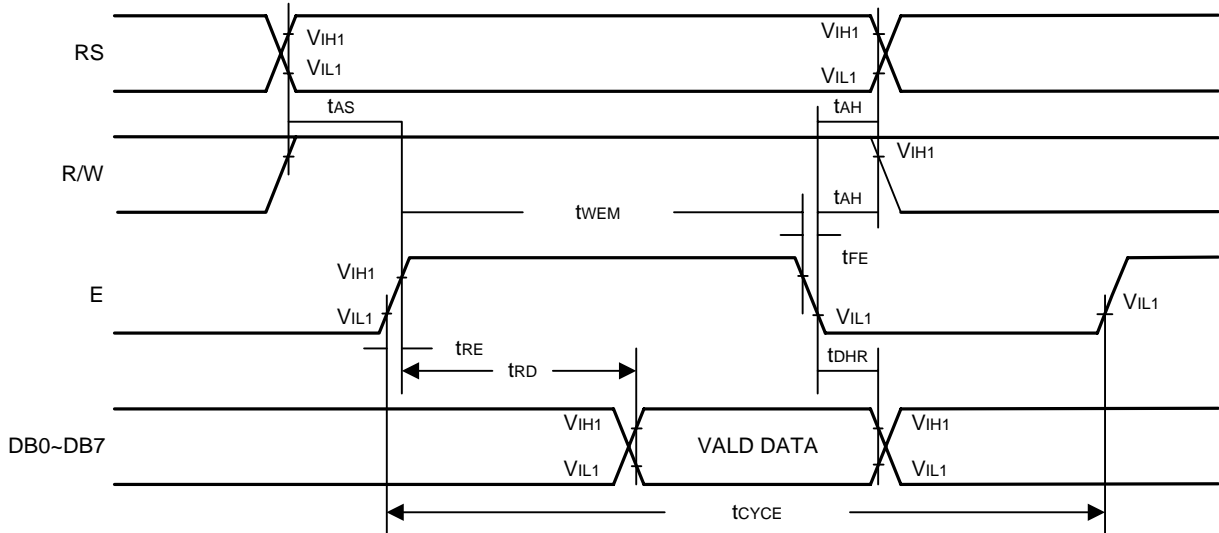 RS
VIH1
VIL1
VIH1
VIL1
tAS
tAH
R/W
VIH1
tWEM
tAH
tFE
E
VIH1
VIL1
VIL1
VIL1
tRE
tRD
tDHR
DB0~DB7
VIH1
VIL1
VALD DATA
VIH1
VIL1
tCYCE